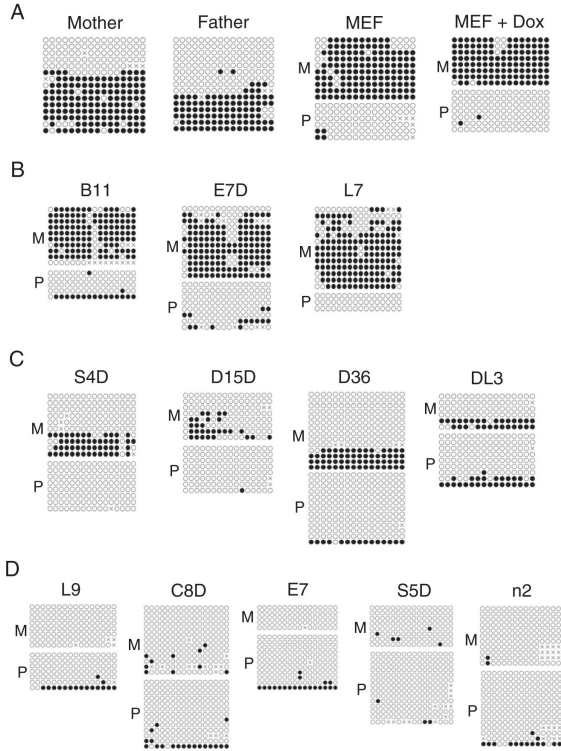 A
Mother Father MEF MEF + Dox
M M
P P
B
B11 E7D L7
M M M
P P P
C
S4D D15D D36 DL3
M M M M
P P P P
D
L9 C8D E7 S5D n2
M M M M M
P P P P P